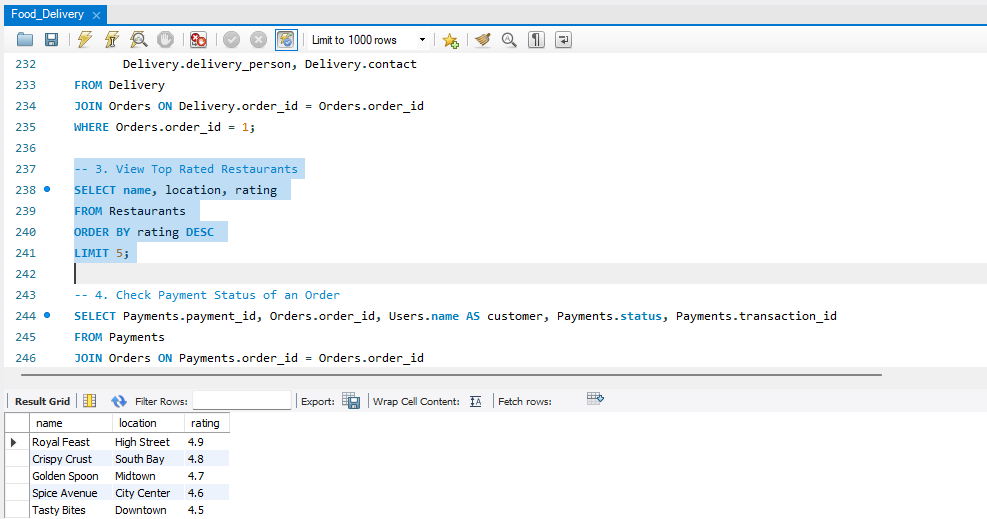 Food_Delivery
Limit to 1000 rows
232 Delivery.delivery_person, Delivery.contact
233 FROM Delivery
234 JOIN Orders ON Delivery.order_id = Orders.order_id
235 WHERE Orders.order_id = 1;
236
237 -- 3. View Top Rated Restaurants
238 SELECT name, location, rating
239 FROM Restaurants
240 ORDER BY rating DESC
241 LIMIT 5;
242
243 -- 4. Check Payment Status of an Order
244 SELECT Payments.payment_id, Orders.order_id, Users.name AS customer, Payments.status, Payments.transaction_id
245 FROM Payments
246 JOIN Orders ON Payments.order_id = Orders.order_id
Result Grid Filter Rows: Export: Wrap Cell Content: Fetch rows:
name location rating
Royal Feast High Street 4.9
Crispy Crust South Bay 4.8
Golden Spoon Midtown 4.7
Spice Avenue City Center 4.6
Tasty Bites Downtown 4.5